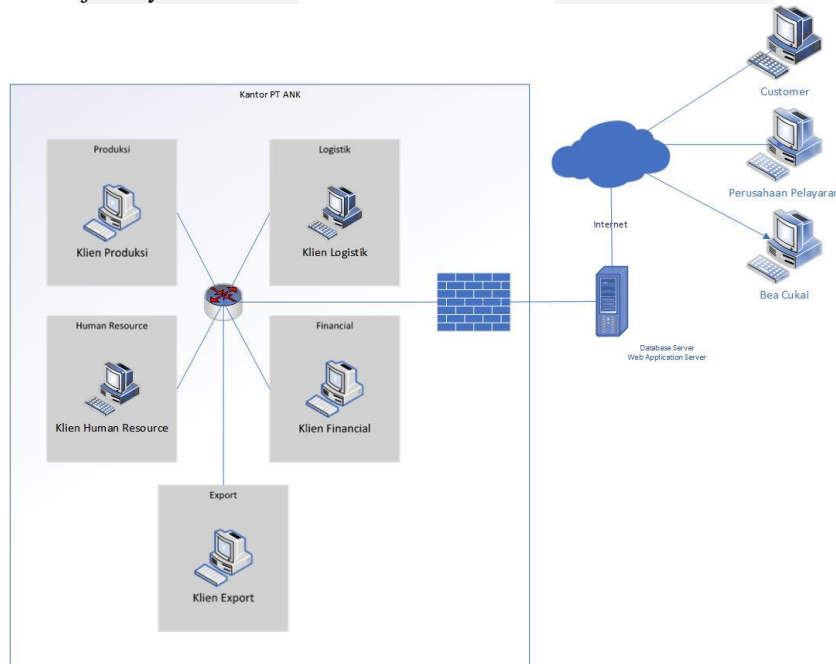 Kantor PT ANK
Produksi
Klien Produksi
Logistik
Klien Logistik
Human Resource
Klien Human Resource
Financial
Klien Financial
Export
Klien Export
Internet
Database Server
Web Application Server
Customer
Perusahaan Pelayaran
Bea Cukai